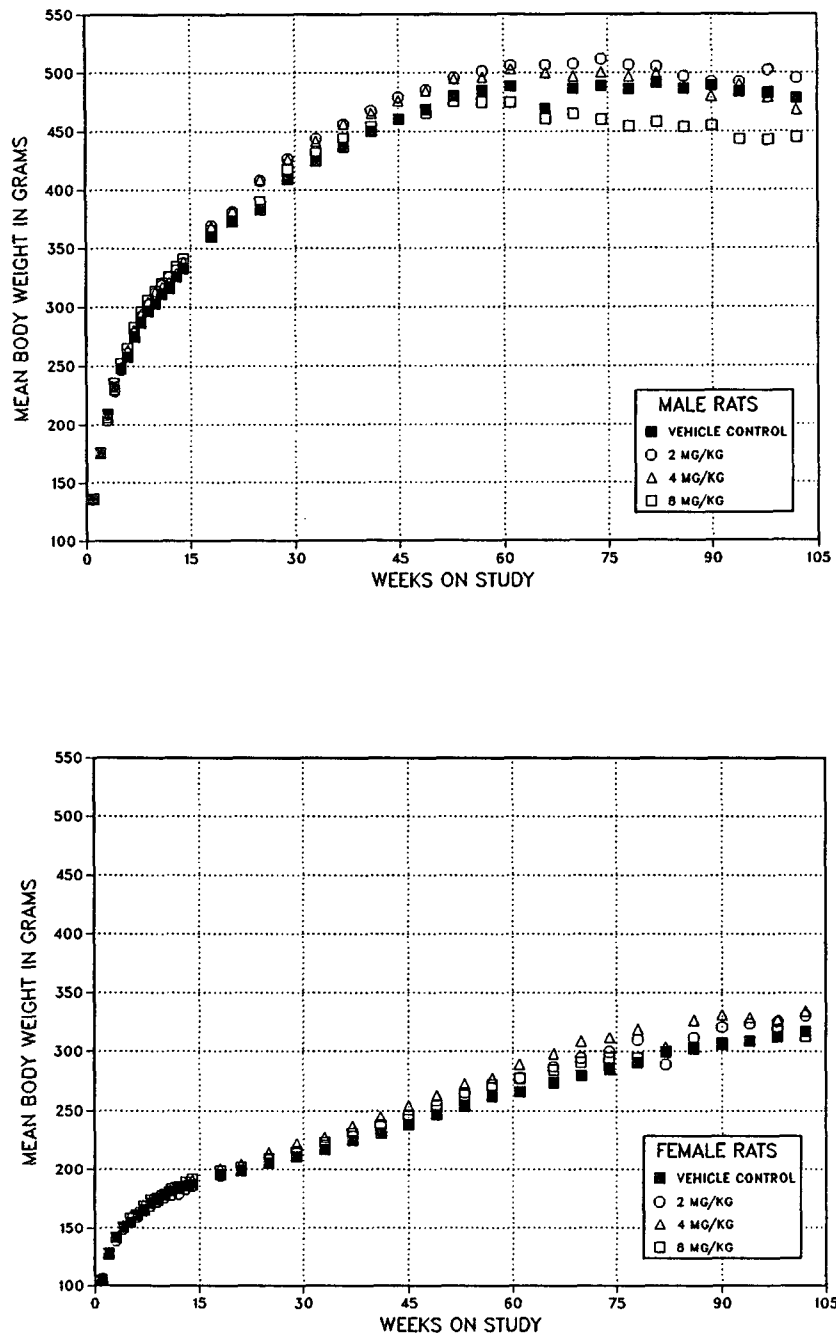 550
500
450
400
350
300
250
200
150
100
MEAN BODY WEIGHT IN GRAMS
0 15 30 45 60 75 90 105
WEEKS ON STUDY
MALE RATS
VEHICLE CONTROL
2 MG/KG
4 MG/KG
8 MG/KG
550
500
450
400
350
300
250
200
150
100
MEAN BODY WEIGHT IN GRAMS
0 15 30 45 60 75 90 105
WEEKS ON STUDY
FEMALE RATS
VEHICLE CONTROL
2 MG/KG
4 MG/KG
8 MG/KG